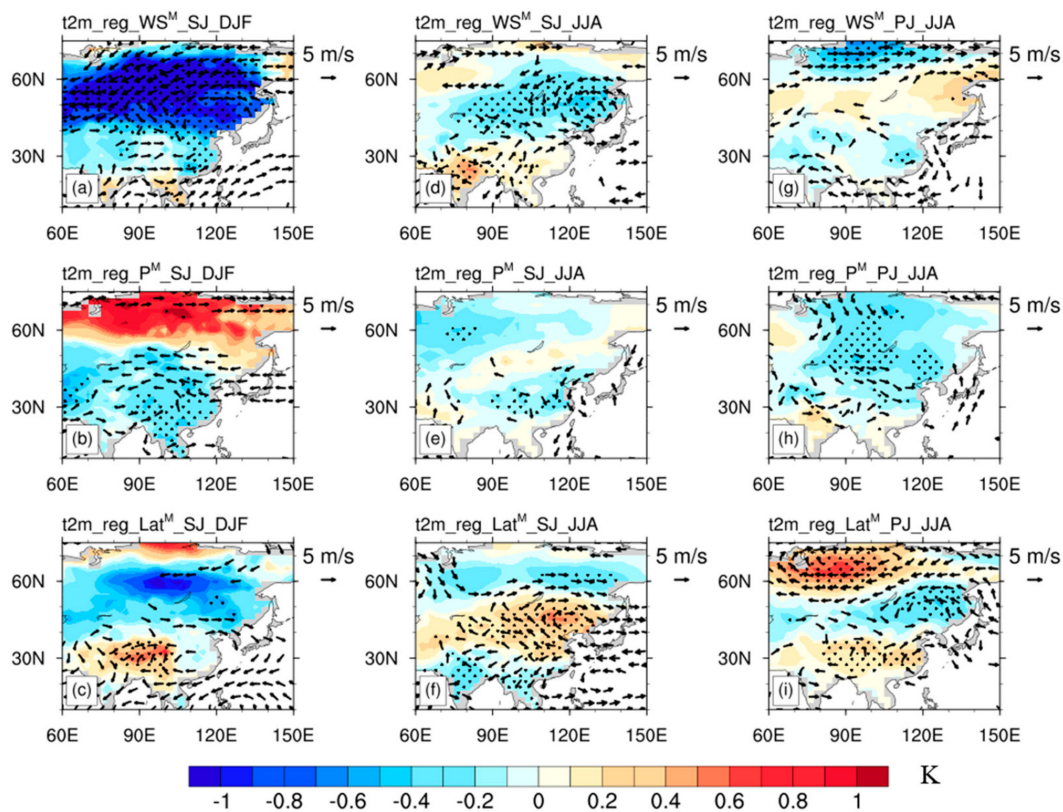 t2m_reg_WS^M_SJ_DJF
5 m/s
60N
30N
(a)
60E 90E 120E 150E
t2m_reg_WS^M_SJ_JJA
5 m/s
60N
30N
(d)
60E 90E 120E 150E
t2m_reg_WS^M_PJ_JJA
5 m/s
60N
30N
(g)
60E 90E 120E 150E
t2m_reg_P^M_SJ_DJF
5 m/s
60N
30N
(b)
60E 90E 120E 150E
t2m_reg_P^M_SJ_JJA
5 m/s
60N
30N
(e)
60E 90E 120E 150E
t2m_reg_P^M_PJ_JJA
5 m/s
60N
30N
(h)
60E 90E 120E 150E
t2m_reg_Lat^M_SJ_DJF
5 m/s
60N
30N
(c)
60E 90E 120E 150E
t2m_reg_Lat^M_SJ_JJA
5 m/s
60N
30N
(f)
60E 90E 120E 150E
t2m_reg_Lat^M_PJ_JJA
5 m/s
60N
30N
(i)
60E 90E 120E 150E
K
-1 -0.8 -0.6 -0.4 -0.2 0 0.2 0.4 0.6 0.8 1